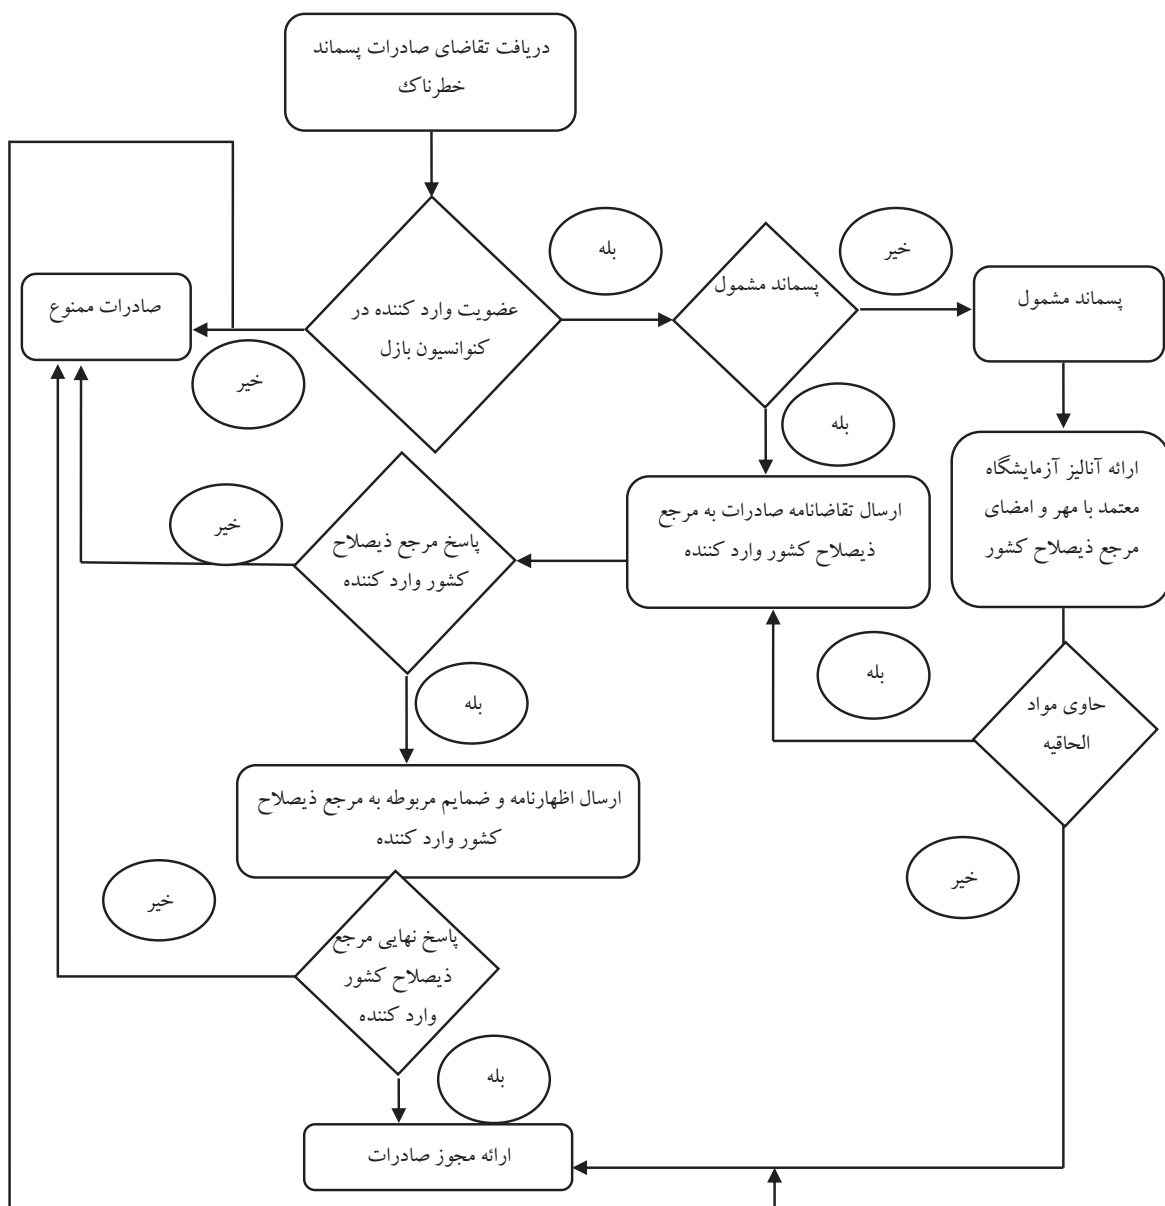 دریافت تقاضای صادرات پسماند
خطرناك
بله
خیر
پسماند مشمول
پسماند مشمول
صادرات ممنوع
عضویت وارد کننده در
کنوانسیون بازل
خیر
بله
ارائه آنالیز آزمایشگاه
معتمد با مهر و امضای
مرجع ذیصلاح کشور
ارسال تقاضانامه صادرات به مرجع
ذیصلاح کشور وارد کننده
خیر
پاسخ مرجع ذیصلاح
کشور وارد کننده
بله
بله
حاوی مواد
الحاقیه
ارسال اظهارنامه و ضمایم مربوطه به مرجع ذیصلاح
کشور وارد کننده
خیر
خیر
پاسخ نهایی مرجع
ذیصلاح کشور
وارد کننده
بله
ارائه مجوز صادرات